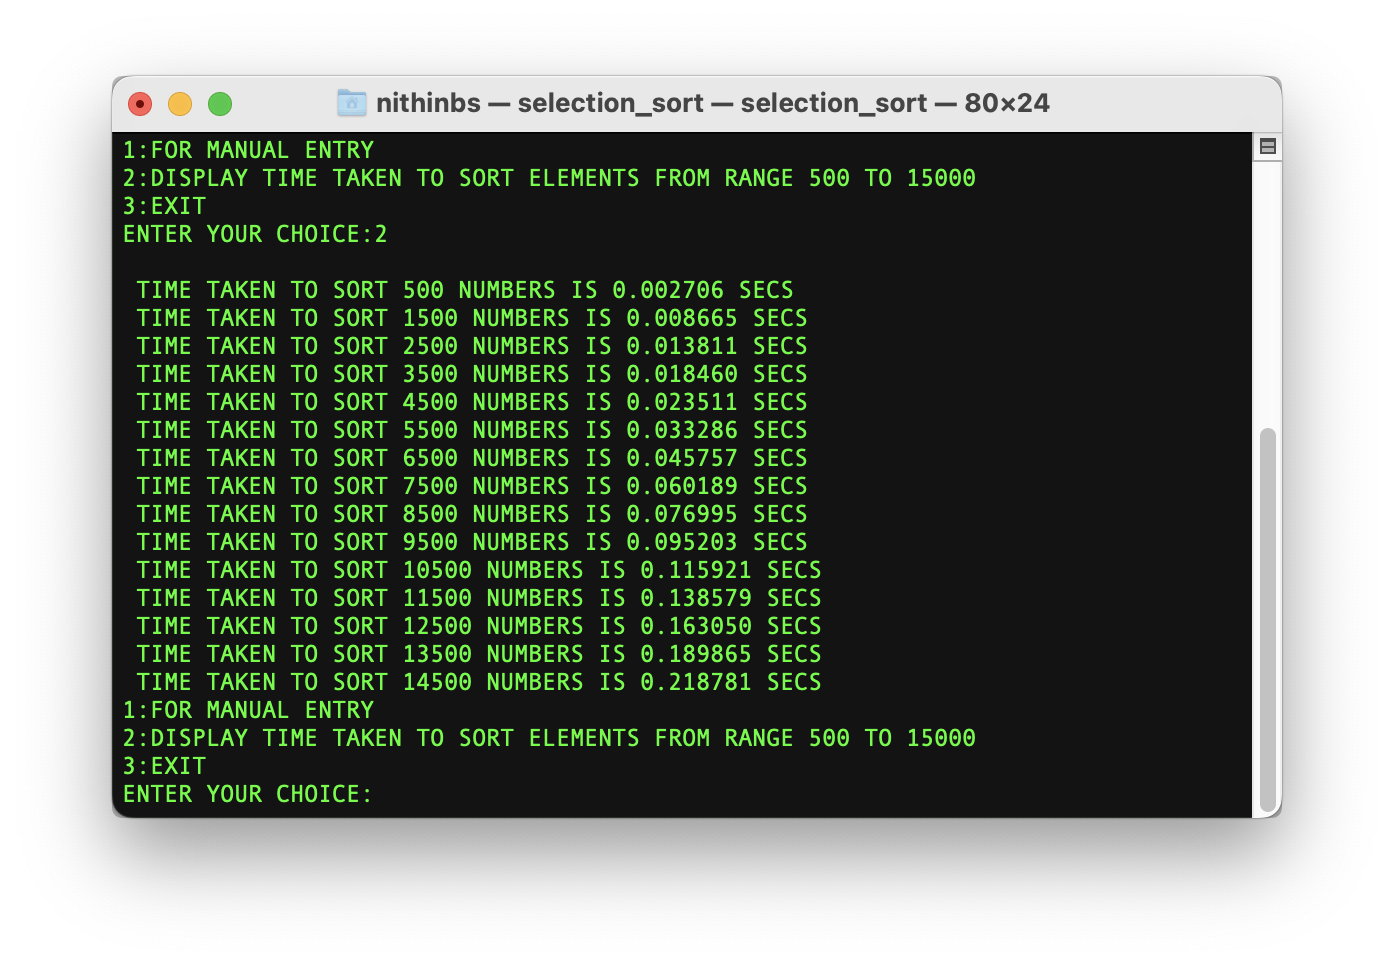 nithinbs — selection_sort — selection_sort — 80×24
1:FOR MANUAL ENTRY
2:DISPLAY TIME TAKEN TO SORT ELEMENTS FROM RANGE 500 TO 15000
3:EXIT
ENTER YOUR CHOICE:2
TIME TAKEN TO SORT 500 NUMBERS IS 0.002706 SECS
TIME TAKEN TO SORT 1500 NUMBERS IS 0.008665 SECS
TIME TAKEN TO SORT 2500 NUMBERS IS 0.013811 SECS
TIME TAKEN TO SORT 3500 NUMBERS IS 0.018460 SECS
TIME TAKEN TO SORT 4500 NUMBERS IS 0.023511 SECS
TIME TAKEN TO SORT 5500 NUMBERS IS 0.033286 SECS
TIME TAKEN TO SORT 6500 NUMBERS IS 0.045757 SECS
TIME TAKEN TO SORT 7500 NUMBERS IS 0.060189 SECS
TIME TAKEN TO SORT 8500 NUMBERS IS 0.076995 SECS
TIME TAKEN TO SORT 9500 NUMBERS IS 0.095203 SECS
TIME TAKEN TO SORT 10500 NUMBERS IS 0.115921 SECS
TIME TAKEN TO SORT 11500 NUMBERS IS 0.138579 SECS
TIME TAKEN TO SORT 12500 NUMBERS IS 0.163050 SECS
TIME TAKEN TO SORT 13500 NUMBERS IS 0.189865 SECS
TIME TAKEN TO SORT 14500 NUMBERS IS 0.218781 SECS
1:FOR MANUAL ENTRY
2:DISPLAY TIME TAKEN TO SORT ELEMENTS FROM RANGE 500 TO 15000
3:EXIT
ENTER YOUR CHOICE: